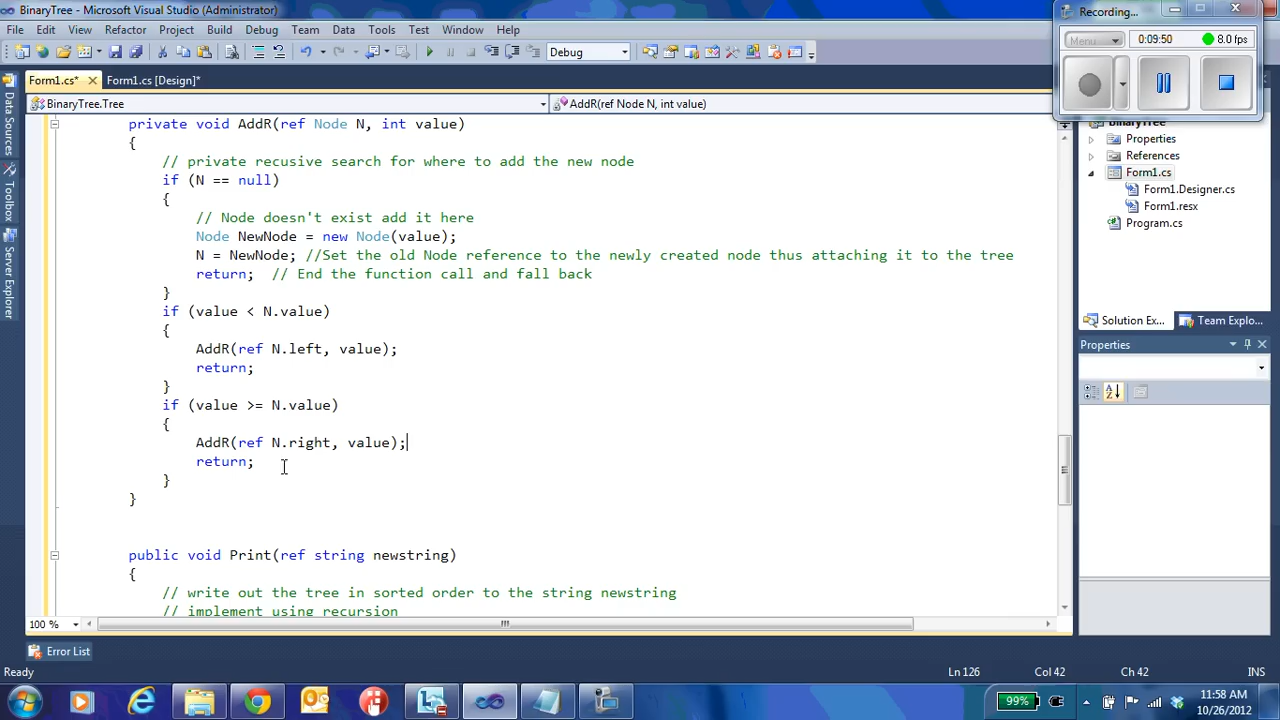 BinaryTree - Microsoft Visual Studio (Administrator)
Recording...
File Edit View Refactor Project Build Debug Team Data Tools Test Window Help
Menu 0:09:50 8.0 fps
Debug
Form1.cs* Form1.cs [Design]*
BinaryTree.Tree AddR(ref Node N, int value)
Data Sources
Toolbox
Server Explorer
private void AddR(ref Node N, int value)
{
// private recusive search for where to add the new node
if (N == null)
{
// Node doesn't exist add it here
Node NewNode = new Node(value);
N = NewNode; //Set the old Node reference to the newly created node thus attaching it to the tree
return; // End the function call and fall back
}
if (value < N.value)
{
AddR(ref N.left, value);
return;
}
if (value >= N.value)
{
AddR(ref N.right, value);
return;
}
}
public void Print(ref string newstring)
{
// write out the tree in sorted order to the string newstring
// implement using recursion
BinaryTree
Properties
References
Form1.cs
Form1.Designer.cs
Form1.resx
Program.cs
Solution Ex... Team Explo...
Properties
100 %
Error List
Ready Ln 126 Col 42 Ch 42 INS
99%
11:58 AM
10/26/2012